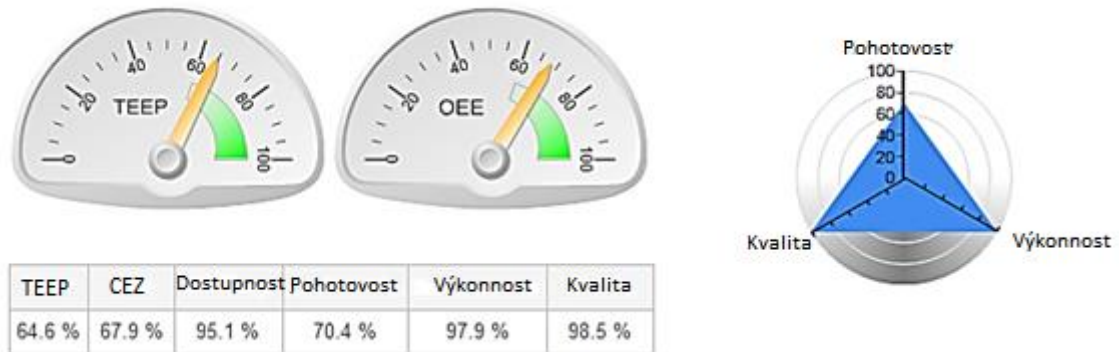 0 20 40 60 80 100
TEEP
0 20 40 60 80 100
OEE
Pohotovost
100
80
60
40
20
0
Kvalita
Výkonnost
TEEP CEZ Dostupnost Pohotovost Výkonnost Kvalita
64.6 % 67.9 % 95.1 % 70.4 % 97.9 % 98.5 %